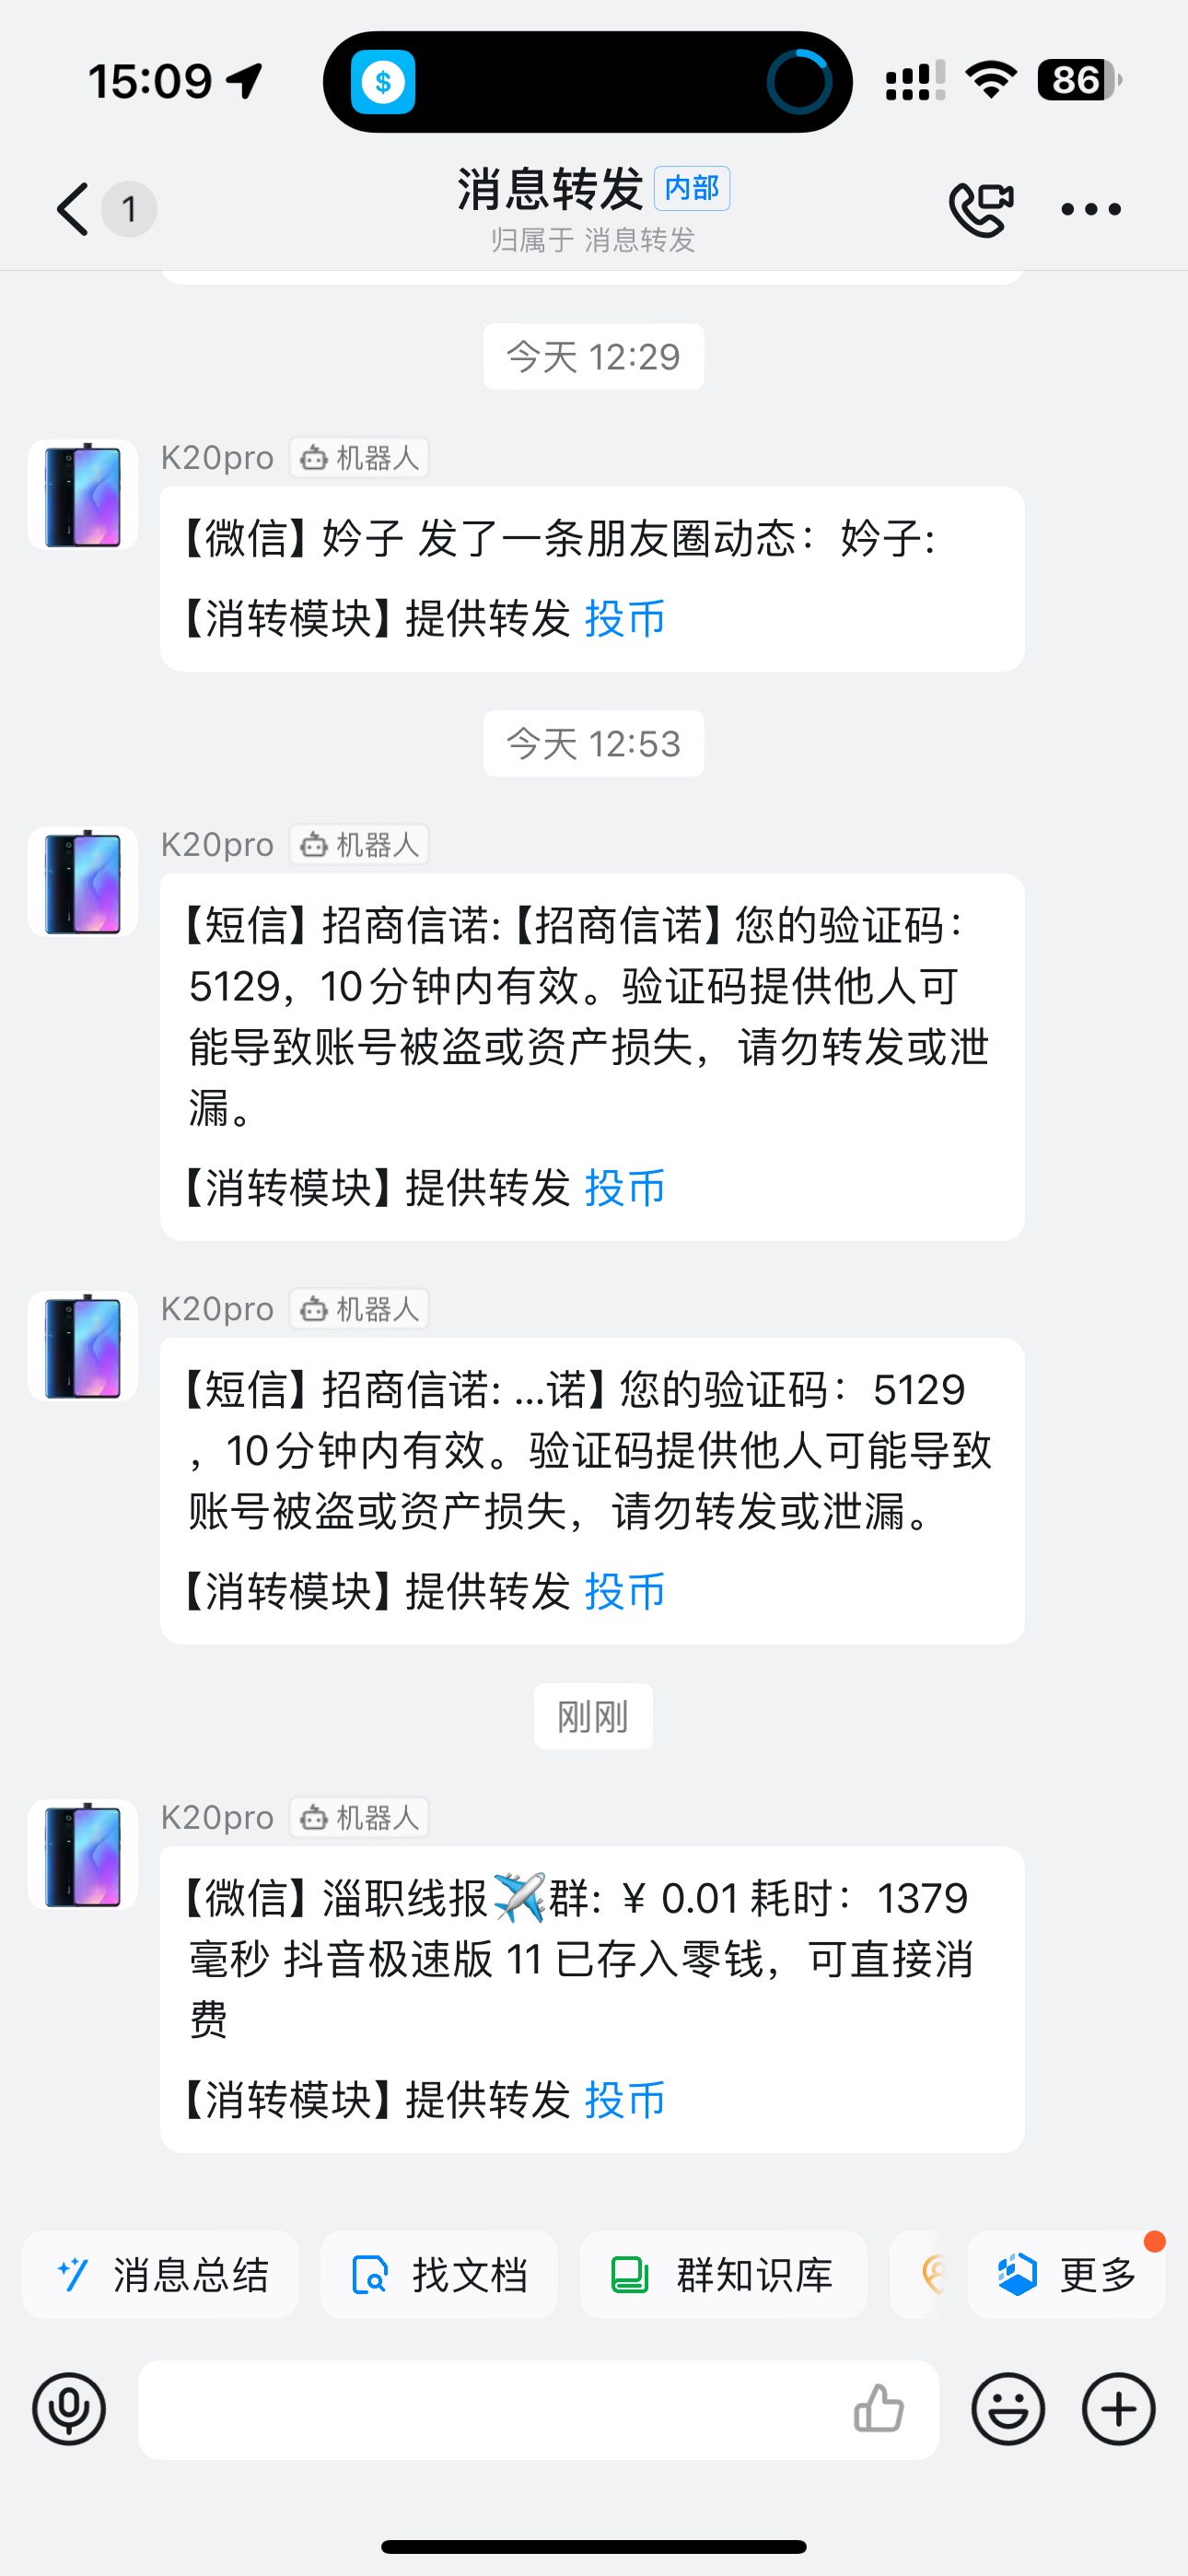 15:09
86
1
消息转发 内部
归属于 消息转发
今天 12:29
K20pro 机器人
【微信】妗子 发了一条朋友圈动态：妗子:
【消转模块】提供转发 投币
今天 12:53
K20pro 机器人
【短信】招商信诺:【招商信诺】您的验证码：
5129，10分钟内有效。验证码提供他人可
能导致账号被盗或资产损失，请勿转发或泄
漏。
【消转模块】提供转发 投币
K20pro 机器人
【短信】招商信诺: ...诺】您的验证码：5129
，10分钟内有效。验证码提供他人可能导致
账号被盗或资产损失，请勿转发或泄漏。
【消转模块】提供转发 投币
刚刚
K20pro 机器人
【微信】淄职线报✈️群: ¥ 0.01 耗时：1379
毫秒 抖音极速版 11 已存入零钱，可直接消
费
【消转模块】提供转发 投币
消息总结 找文档 群知识库 更多